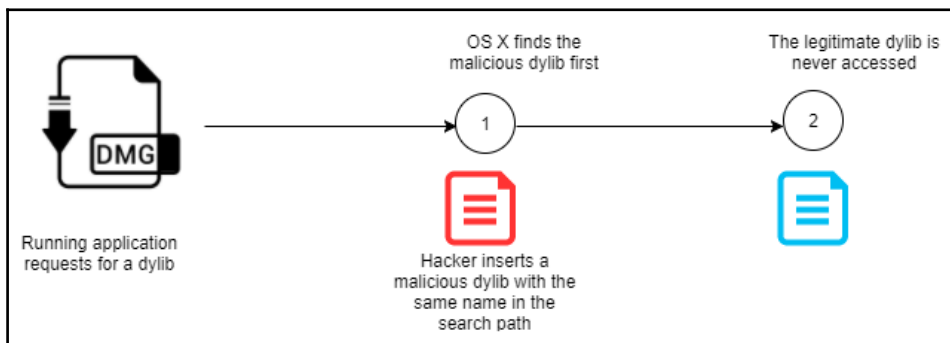 OS X finds the
malicious dylib first
The legitimate dylib is
never accessed
1
2
DMG
Running application
requests for a dylib
Hacker inserts a
malicious dylib with the
same name in the
search path